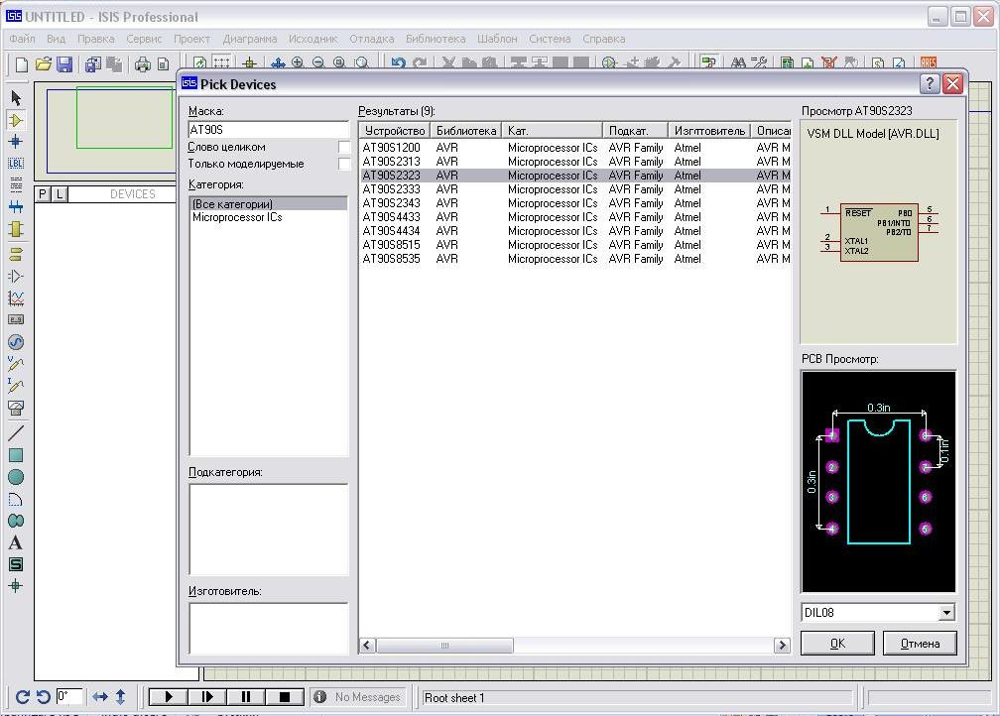 UNTITLED - ISIS Professional
Файл Вид Правка Сервис Проект Диаграмма Исходник Отладка Библиотека Шаблон Система Справка
Pick Devices
Маска:
AT90S
Слово целиком
Только моделируемые
Категория:
(Все категории)
Microprocessor ICs
Подкатегория:
Изготовитель:
Результаты (9):
Устройство Библиотека Кат. Подкат. Изготовитель Описан
AT90S1200 AVR Microprocessor ICs AVR Family Atmel AVR M
AT90S2313 AVR Microprocessor ICs AVR Family Atmel AVR M
AT90S2323 AVR Microprocessor ICs AVR Family Atmel AVR M
AT90S2333 AVR Microprocessor ICs AVR Family Atmel AVR M
AT90S2343 AVR Microprocessor ICs AVR Family Atmel AVR M
AT90S4433 AVR Microprocessor ICs AVR Family Atmel AVR M
AT90S4434 AVR Microprocessor ICs AVR Family Atmel AVR M
AT90S8515 AVR Microprocessor ICs AVR Family Atmel AVR M
AT90S8535 AVR Microprocessor ICs AVR Family Atmel AVR M
Просмотр AT90S2323
VSM DLL Model [AVR.DLL]
1 RESET PB0 5
PB1/INT0 6
PB2/T0 7
2 XTAL1
3 XTAL2
PCB Просмотр:
0.3in
0.1in
0.3in
DIL08
OK
Отмена
P L DEVICES
LBL
A
0°
No Messages
Root sheet 1